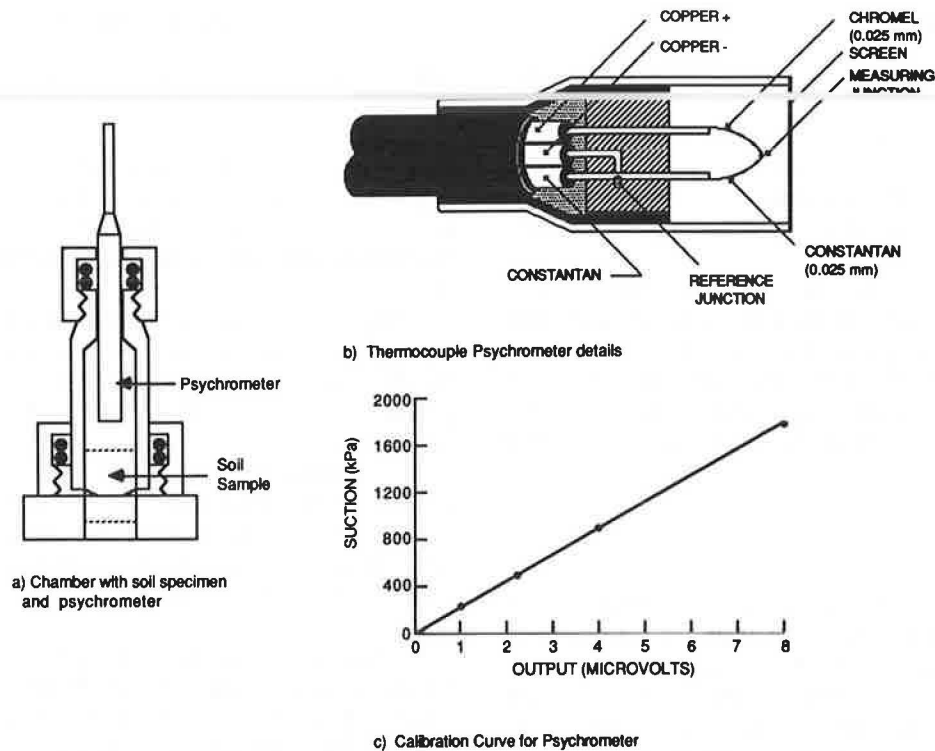 COPPER +
COPPER -
CHROMEL
(0.025 mm)
SCREEN
MEASURING
JUNCTION
CONSTANTAN
REFERENCE
JUNCTION
CONSTANTAN
(0.025 mm)
b) Thermocouple Psychrometer details
Psychrometer
Soil
Sample
a) Chamber with soil specimen
and psychrometer
SUCTION (kPa)
2000
1600
1200
800
400
0
0 1 2 3 4 5 6 7 8
OUTPUT (MICROVOLTS)
c) Calibration Curve for Psychrometer